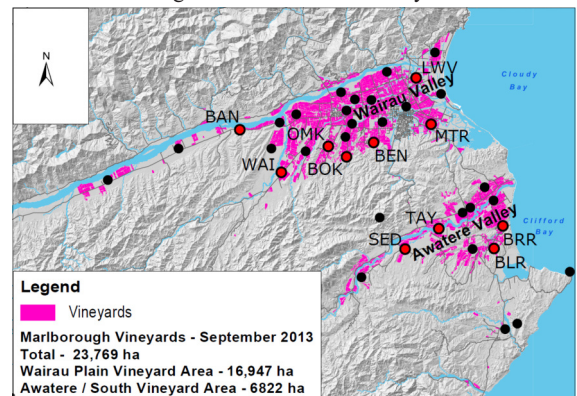 N
LWV
Cloudy
Bay
Wairau Valley
BAN
OMK
MTR
BEN
WAI
BOK
TAY
Clifford
Bay
SED
Awatere Valley
BRR
BLR
Legend
Vineyards
Marlborough Vineyards - September 2013
Total - 23,769 ha
Wairau Plain Vineyard Area - 16,947 ha
Awatere / South Vineyard Area - 6822 ha